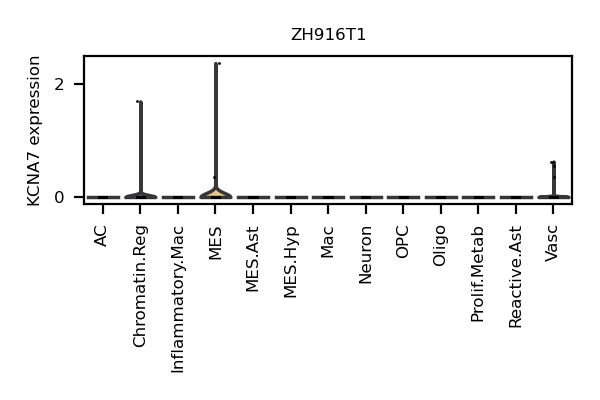 ZH916T1
KCNA7 expression
2
0
AC
Chromatin.Reg
Inflammatory.Mac
MES
MES.Ast
MES.Hyp
Mac
Neuron
OPC
Oligo
Prolif.Metab
Reactive.Ast
Vasc